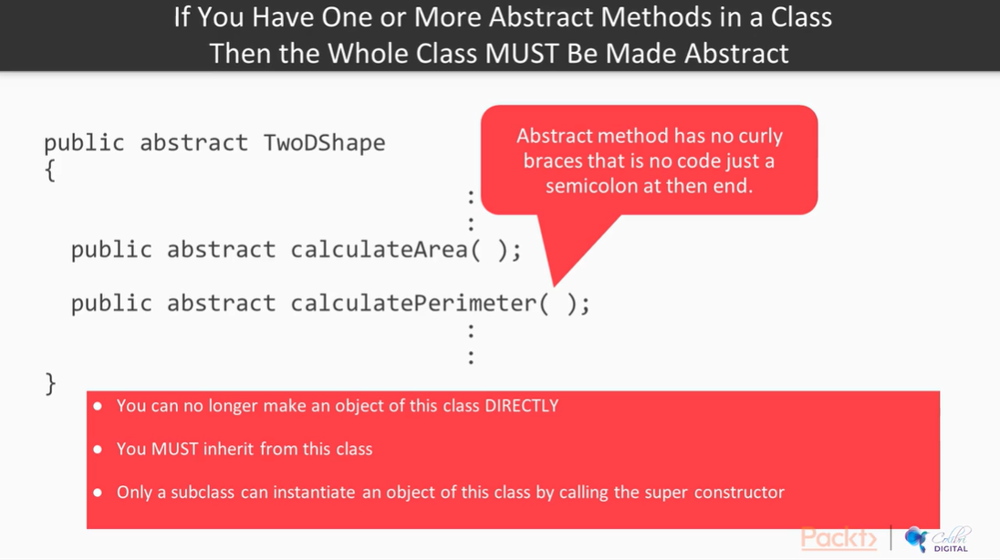 If You Have One or More Abstract Methods in a Class
Then the Whole Class MUST Be Made Abstract
public abstract TwoDShape
{
Abstract method has no curly
braces that is no code just a
semicolon at then end.
:
:
public abstract calculateArea( );
public abstract calculatePerimeter( );
:
:
}
● You can no longer make an object of this class DIRECTLY
● You MUST inherit from this class
● Only a subclass can instantiate an object of this class by calling the super constructor
Packt>
Colibri
DIGITAL